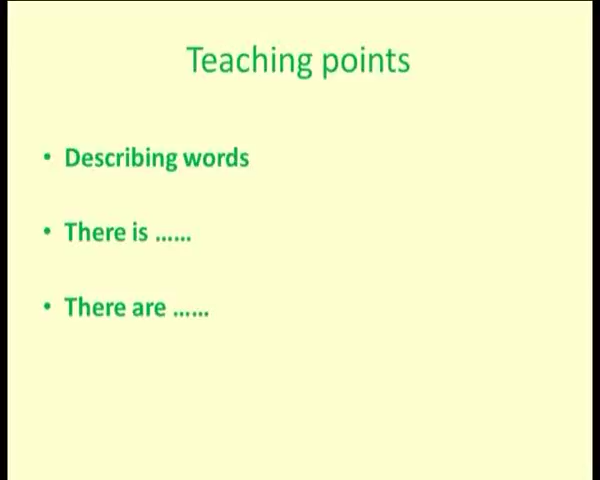 Teaching points
• Describing words
• There is ......
• There are ......